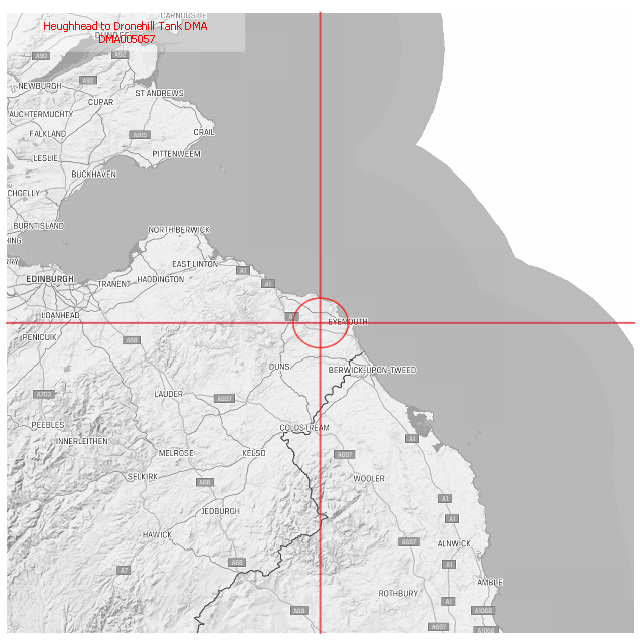 CARNOUSTIE
Heughhead to Dronehill Tank DMA
DMA005057
A90
A92
NEWBURGH
ST ANDREWS
CUPAR
AUCHTERMUCHTY
FALKLAND
A915
CRAIL
LESLIE
PITTENWEEM
BUCKHAVEN
CHGELLY
BURNTISLAND
NORTH BERWICK
HING
RRY
EAST LINTON
A1
EDINBURGH
HADDINGTON
TRANENT
A1
LOANHEAD
EYEMOUTH
PENICUIK
A68
DUNS
BERWICK-UPON-TWEED
A703
LAUDER
A697
PEEBLES
COLDSTREAM
INNERLEITHEN
A1
MELROSE
KELSO
A697
SELKIRK
A68
WOOLER
A1
JEDBURGH
A1
HAWICK
A697
ALNWICK
A68
A1
A7
AMBLE
ROTHBURY
A1
A68
A1068
A697
A1068